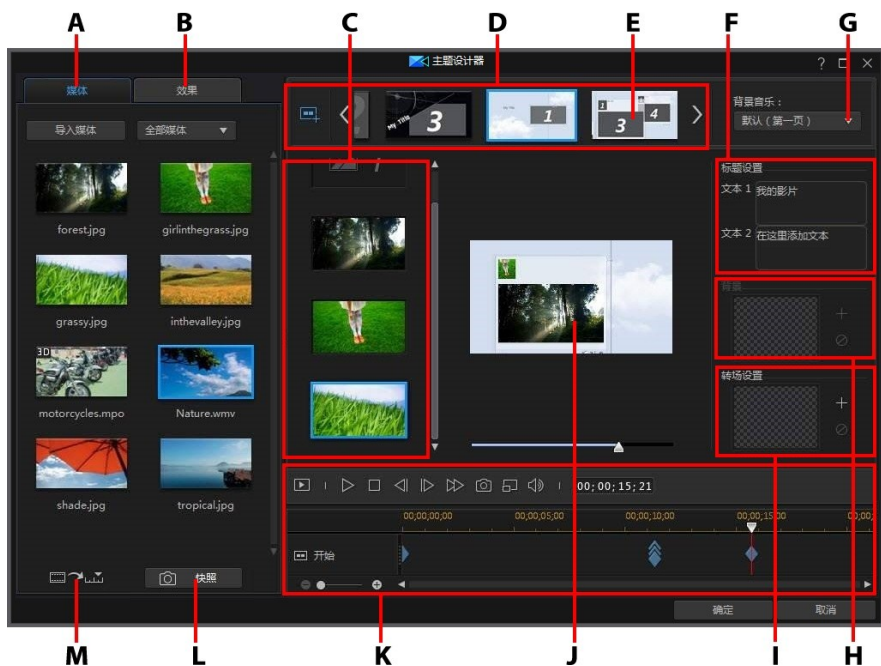 A B C D E F G
主题设计器
媒体 效果
导入媒体 全部媒体
forest.jpg girlinthegrass.jpg
grassy.jpg inthevalley.jpg
3D
motorcycles.mpo Nature.wmv
shade.jpg tropical.jpg
快照
My Title 3
1
1 3 4
背景音乐：
默认（第一页）
标题设置
文本 1 我的影片
文本 2 在这里添加文本
背景
转场设置
00;00;15;21
00;00;00;00 00;00;05;00 00;00;10;00 00;00;15;00 00;00;
开始
确定 取消
M L K J I H